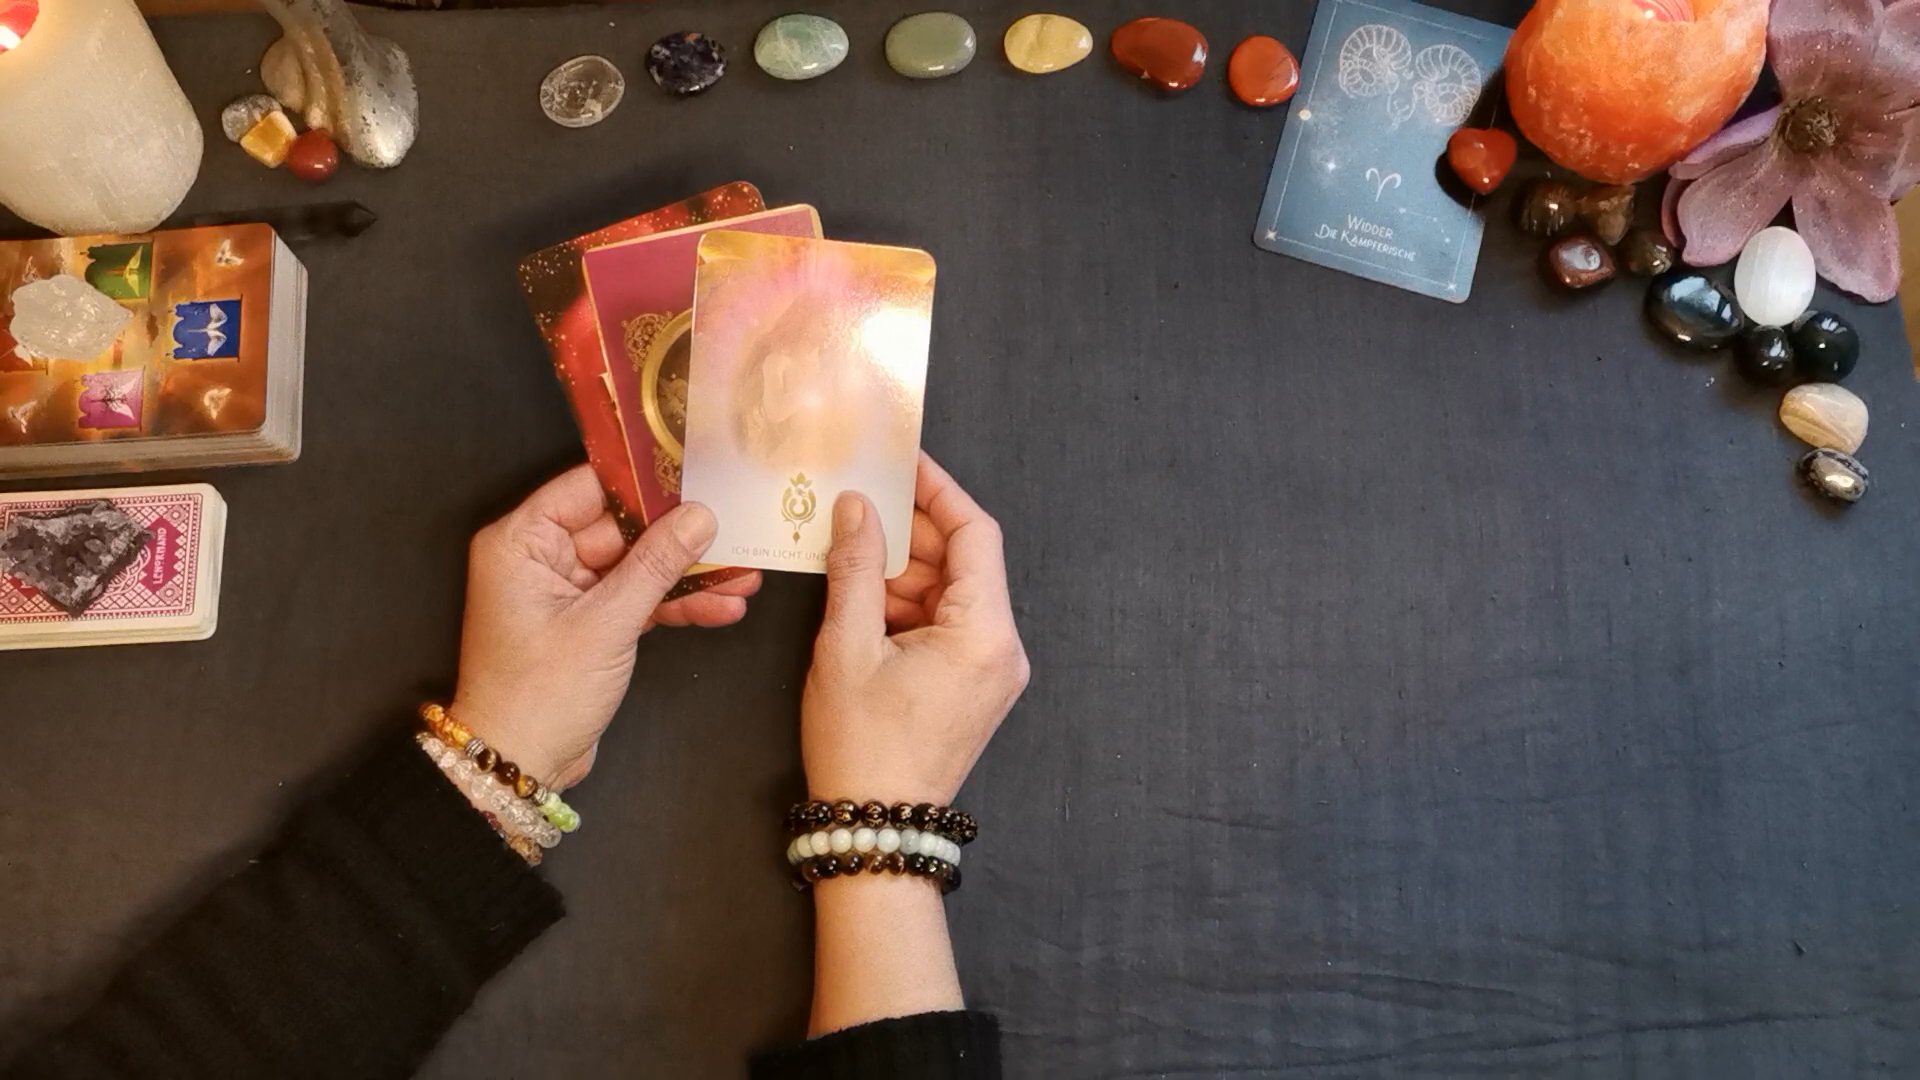 WIDDER
DIE KÄMPFERISCHE
LENORMAND
ICH BIN LICHT UND